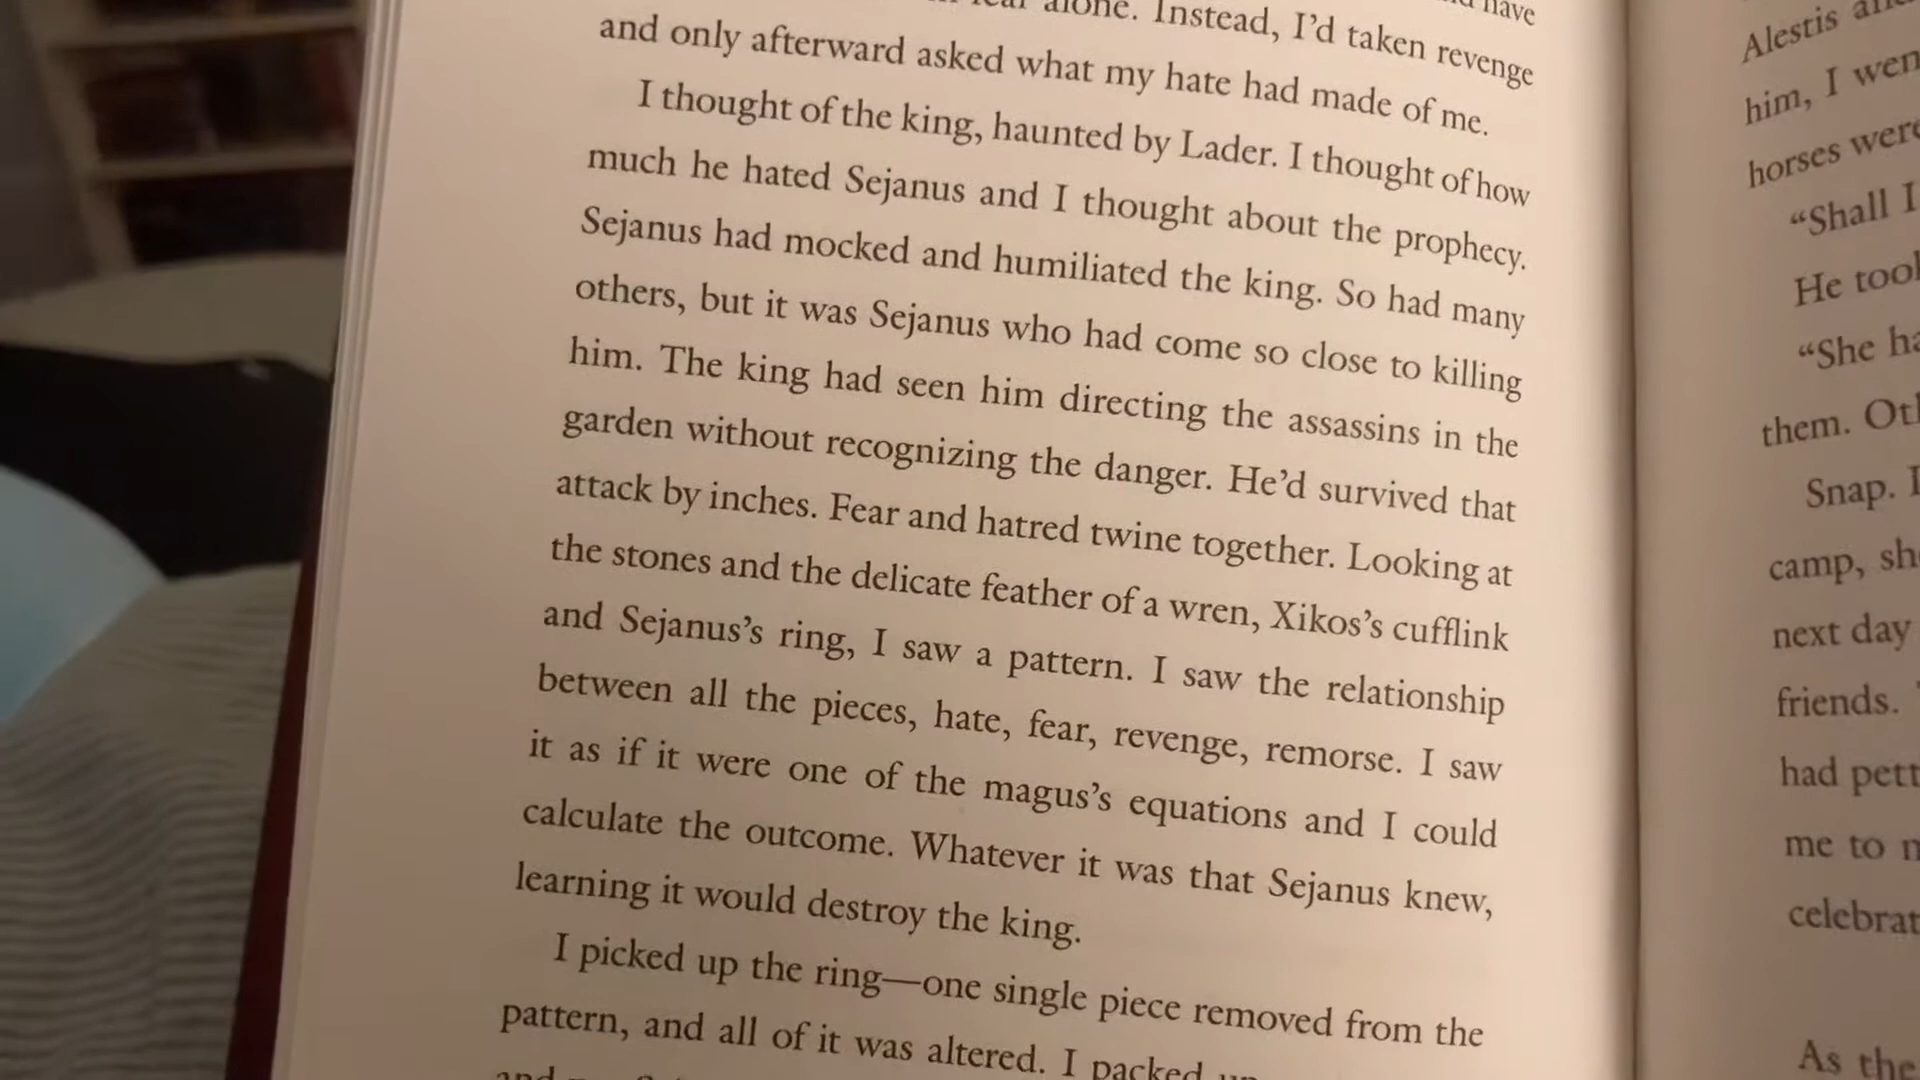 have
alone. Instead, I'd taken revenge
and only afterward asked what my hate had made of me.
I thought of the king, haunted by Lader. I thought of how
much he hated Sejanus and I thought about the prophecy.
Sejanus had mocked and humiliated the king. So had many
others, but it was Sejanus who had come so close to killing
him. The king had seen him directing the assassins in the
garden without recognizing the danger. He'd survived that
attack by inches. Fear and hatred twine together. Looking at
the stones and the delicate feather of a wren, Xikos's cufflink
and Sejanus's ring, I saw a pattern. I saw the relationship
between all the pieces, hate, fear, revenge, remorse. I saw
it as if it were one of the magus's equations and I could
calculate the outcome. Whatever it was that Sejanus knew,
learning it would destroy the king.
I picked up the ring—one single piece removed from the
pattern, and all of it was altered. I packed
Alestis
him, I
horses
“Shall I
He
“She
them.
Snap.
camp,
next day
friends.
had
me to
celebrat
As the